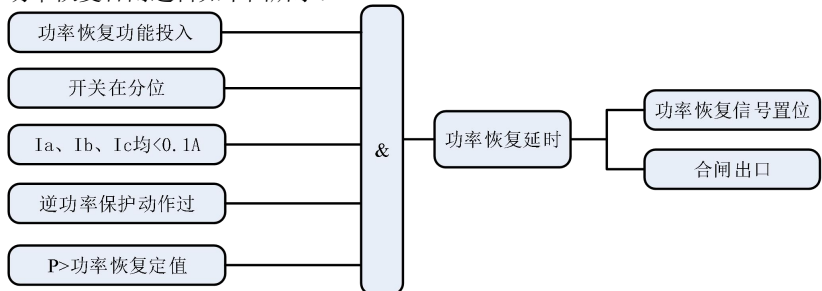 功率恢复功能投入
开关在分位
Ia、Ib、Ic均<0.1A
逆功率保护动作过
P>功率恢复定值
&
功率恢复延时
功率恢复信号置位
合闸出口